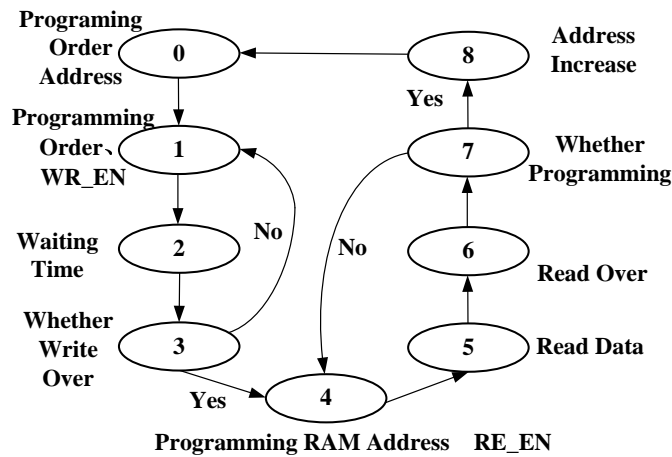 Programing
Order
Address
0
8
Address
Increase
Yes
Programming
Order、
WR_EN
1
7
Whether
Programming
Waiting
Time
2
No
No
6
Read Over
Whether
Write
Over
3
5
Read Data
Yes
4
Programming RAM Address RE_EN